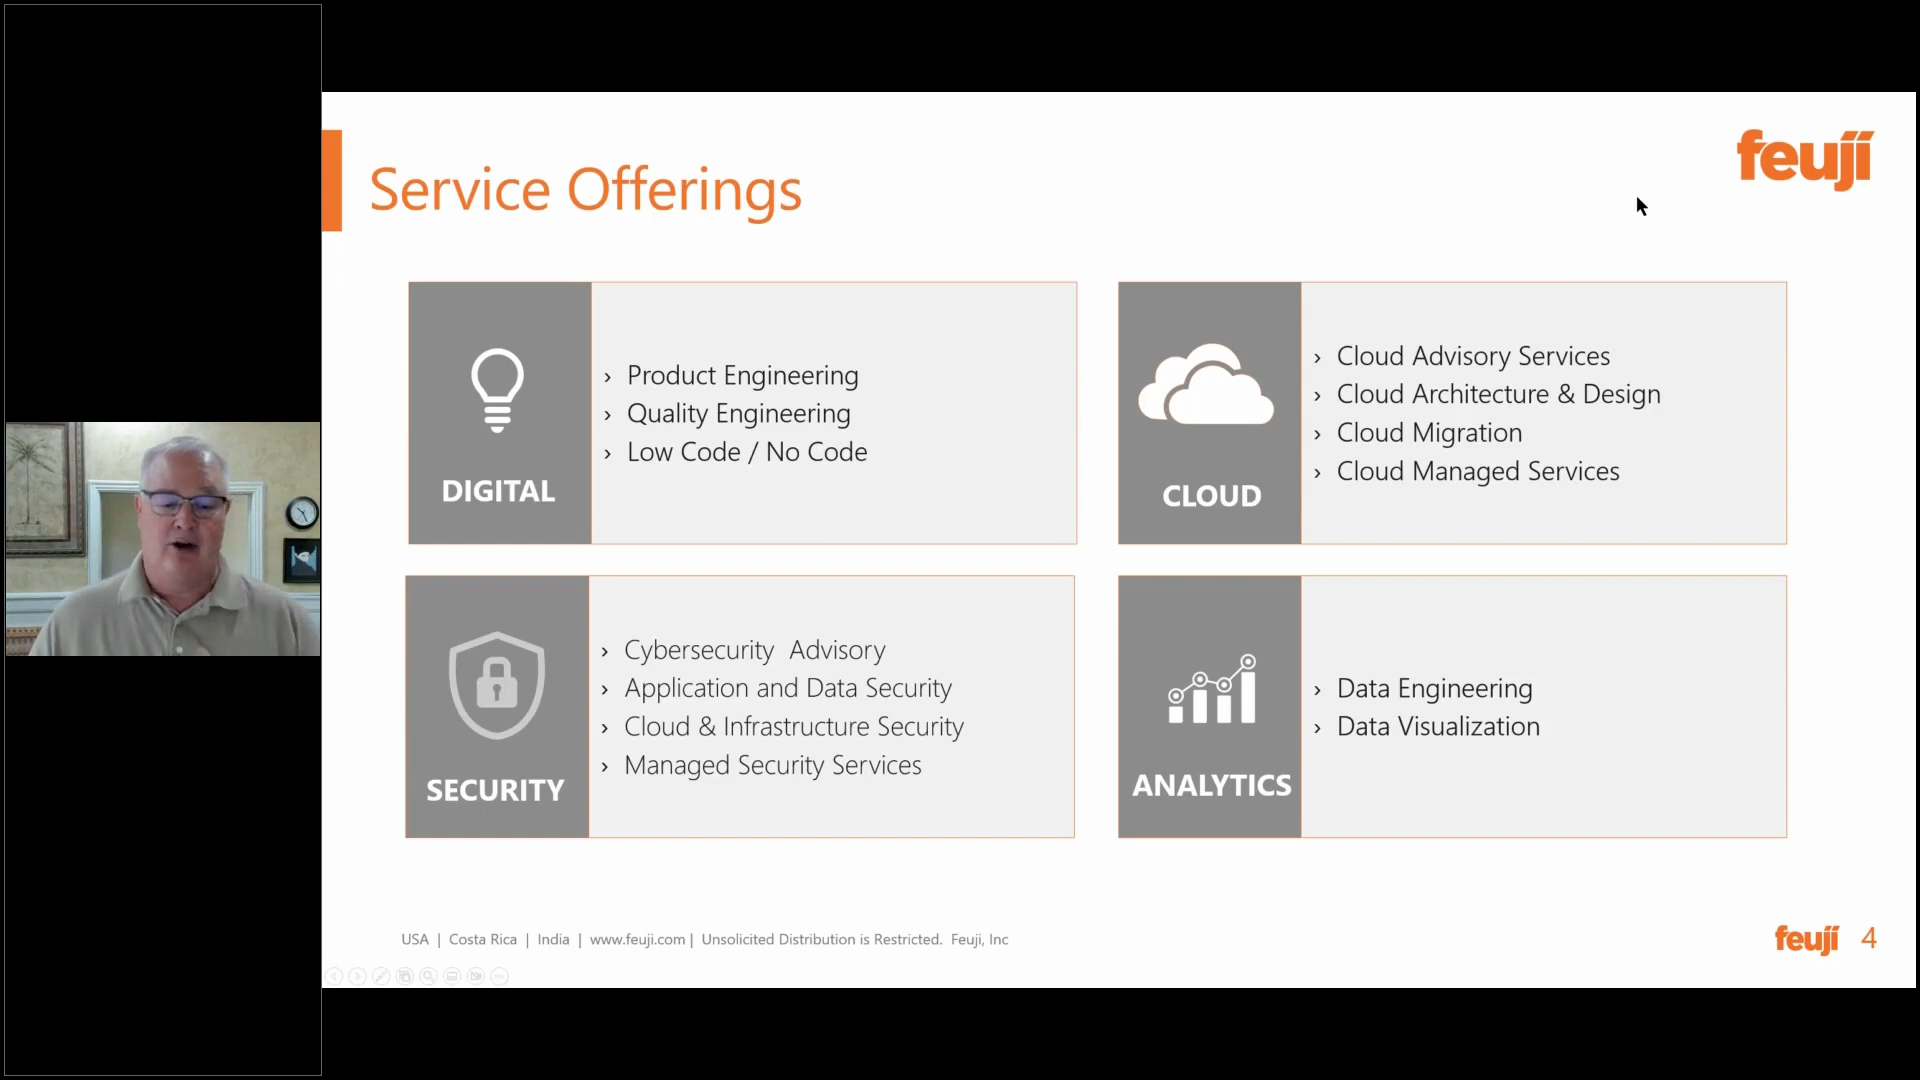 feuji
Service Offerings
DIGITAL
› Product Engineering
› Quality Engineering
› Low Code / No Code
CLOUD
› Cloud Advisory Services
› Cloud Architecture & Design
› Cloud Migration
› Cloud Managed Services
SECURITY
› Cybersecurity  Advisory
› Application and Data Security
› Cloud & Infrastructure Security
› Managed Security Services
ANALYTICS
› Data Engineering
› Data Visualization
USA | Costa Rica | India | www.feuji.com | Unsolicited Distribution is Restricted. Feuji, Inc
feuji 4